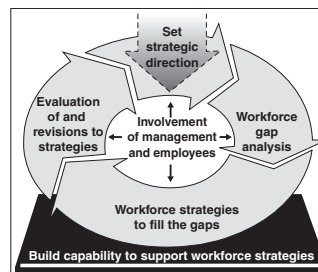 Set
strategic
direction
Evaluation
of and
revisions to
strategies
Involvement
of management
and employees
Workforce
gap
analysis
Workforce strategies
to fill the gaps
Build capability to support workforce strategies